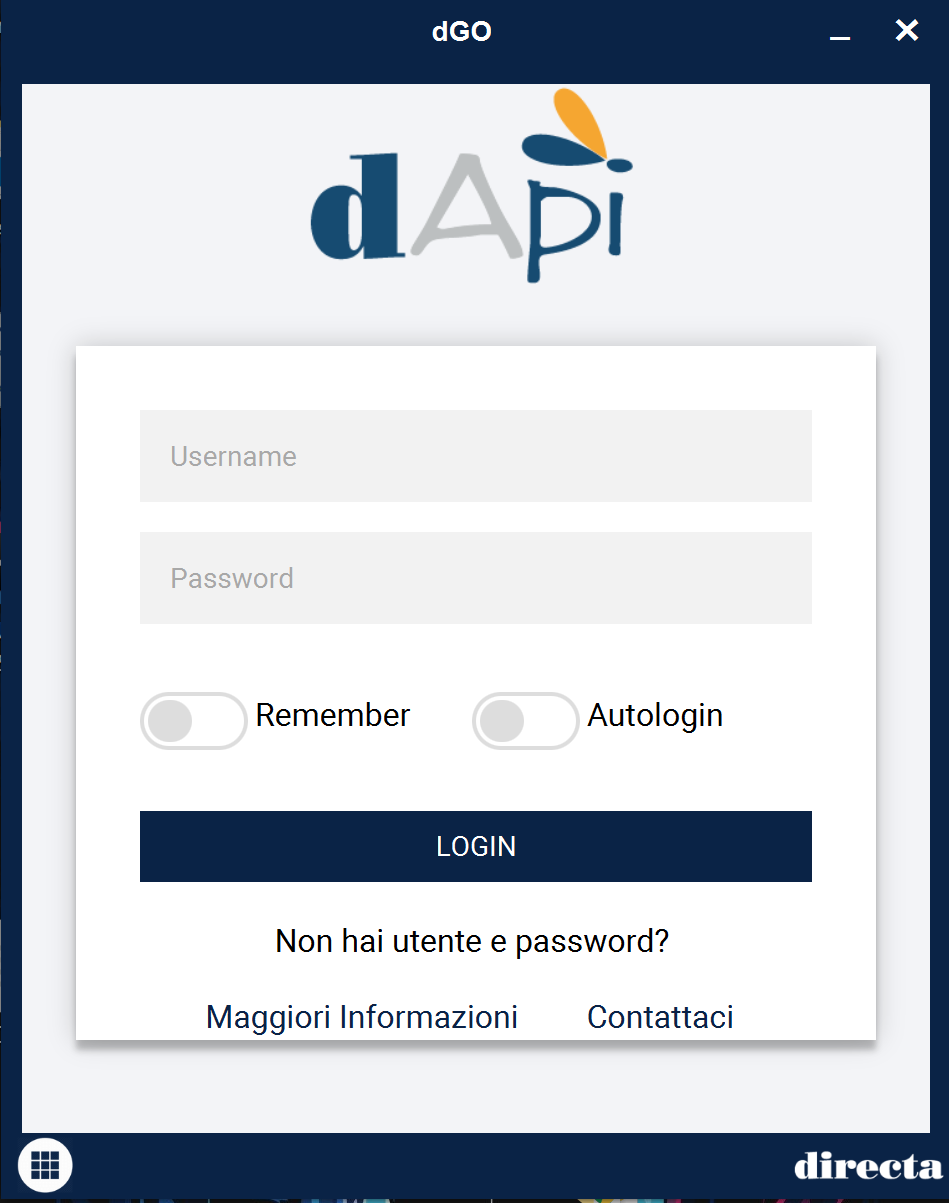 dGO
dApi
Username
Password
Remember Autologin
LOGIN
Non hai utente e password?
Maggiori Informazioni Contattaci
directa